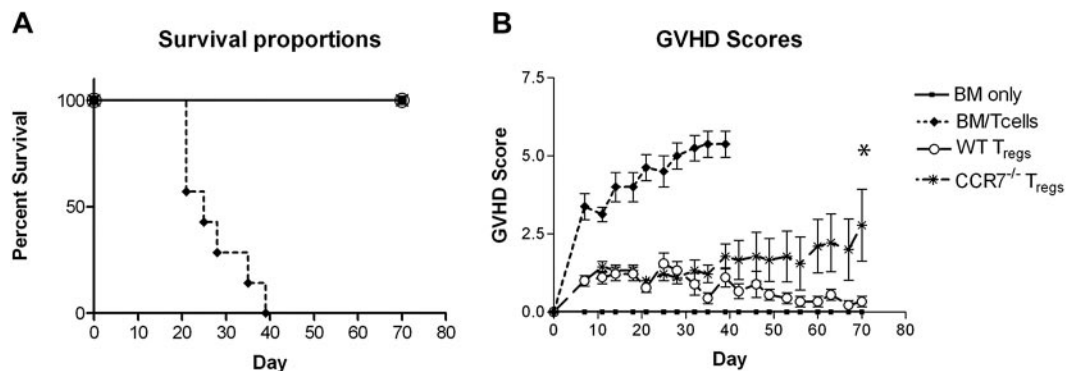 A
Survival proportions
Percent Survival
100
50
0
0 10 20 30 40 50 60 70 80
Day
B
GVHD Scores
GVHD Score
7.5
5.0
2.5
0.0
0 10 20 30 40 50 60 70 80
Day
*
BM only
BM/Tcells
WT Tregs
CCR7-/- Tregs